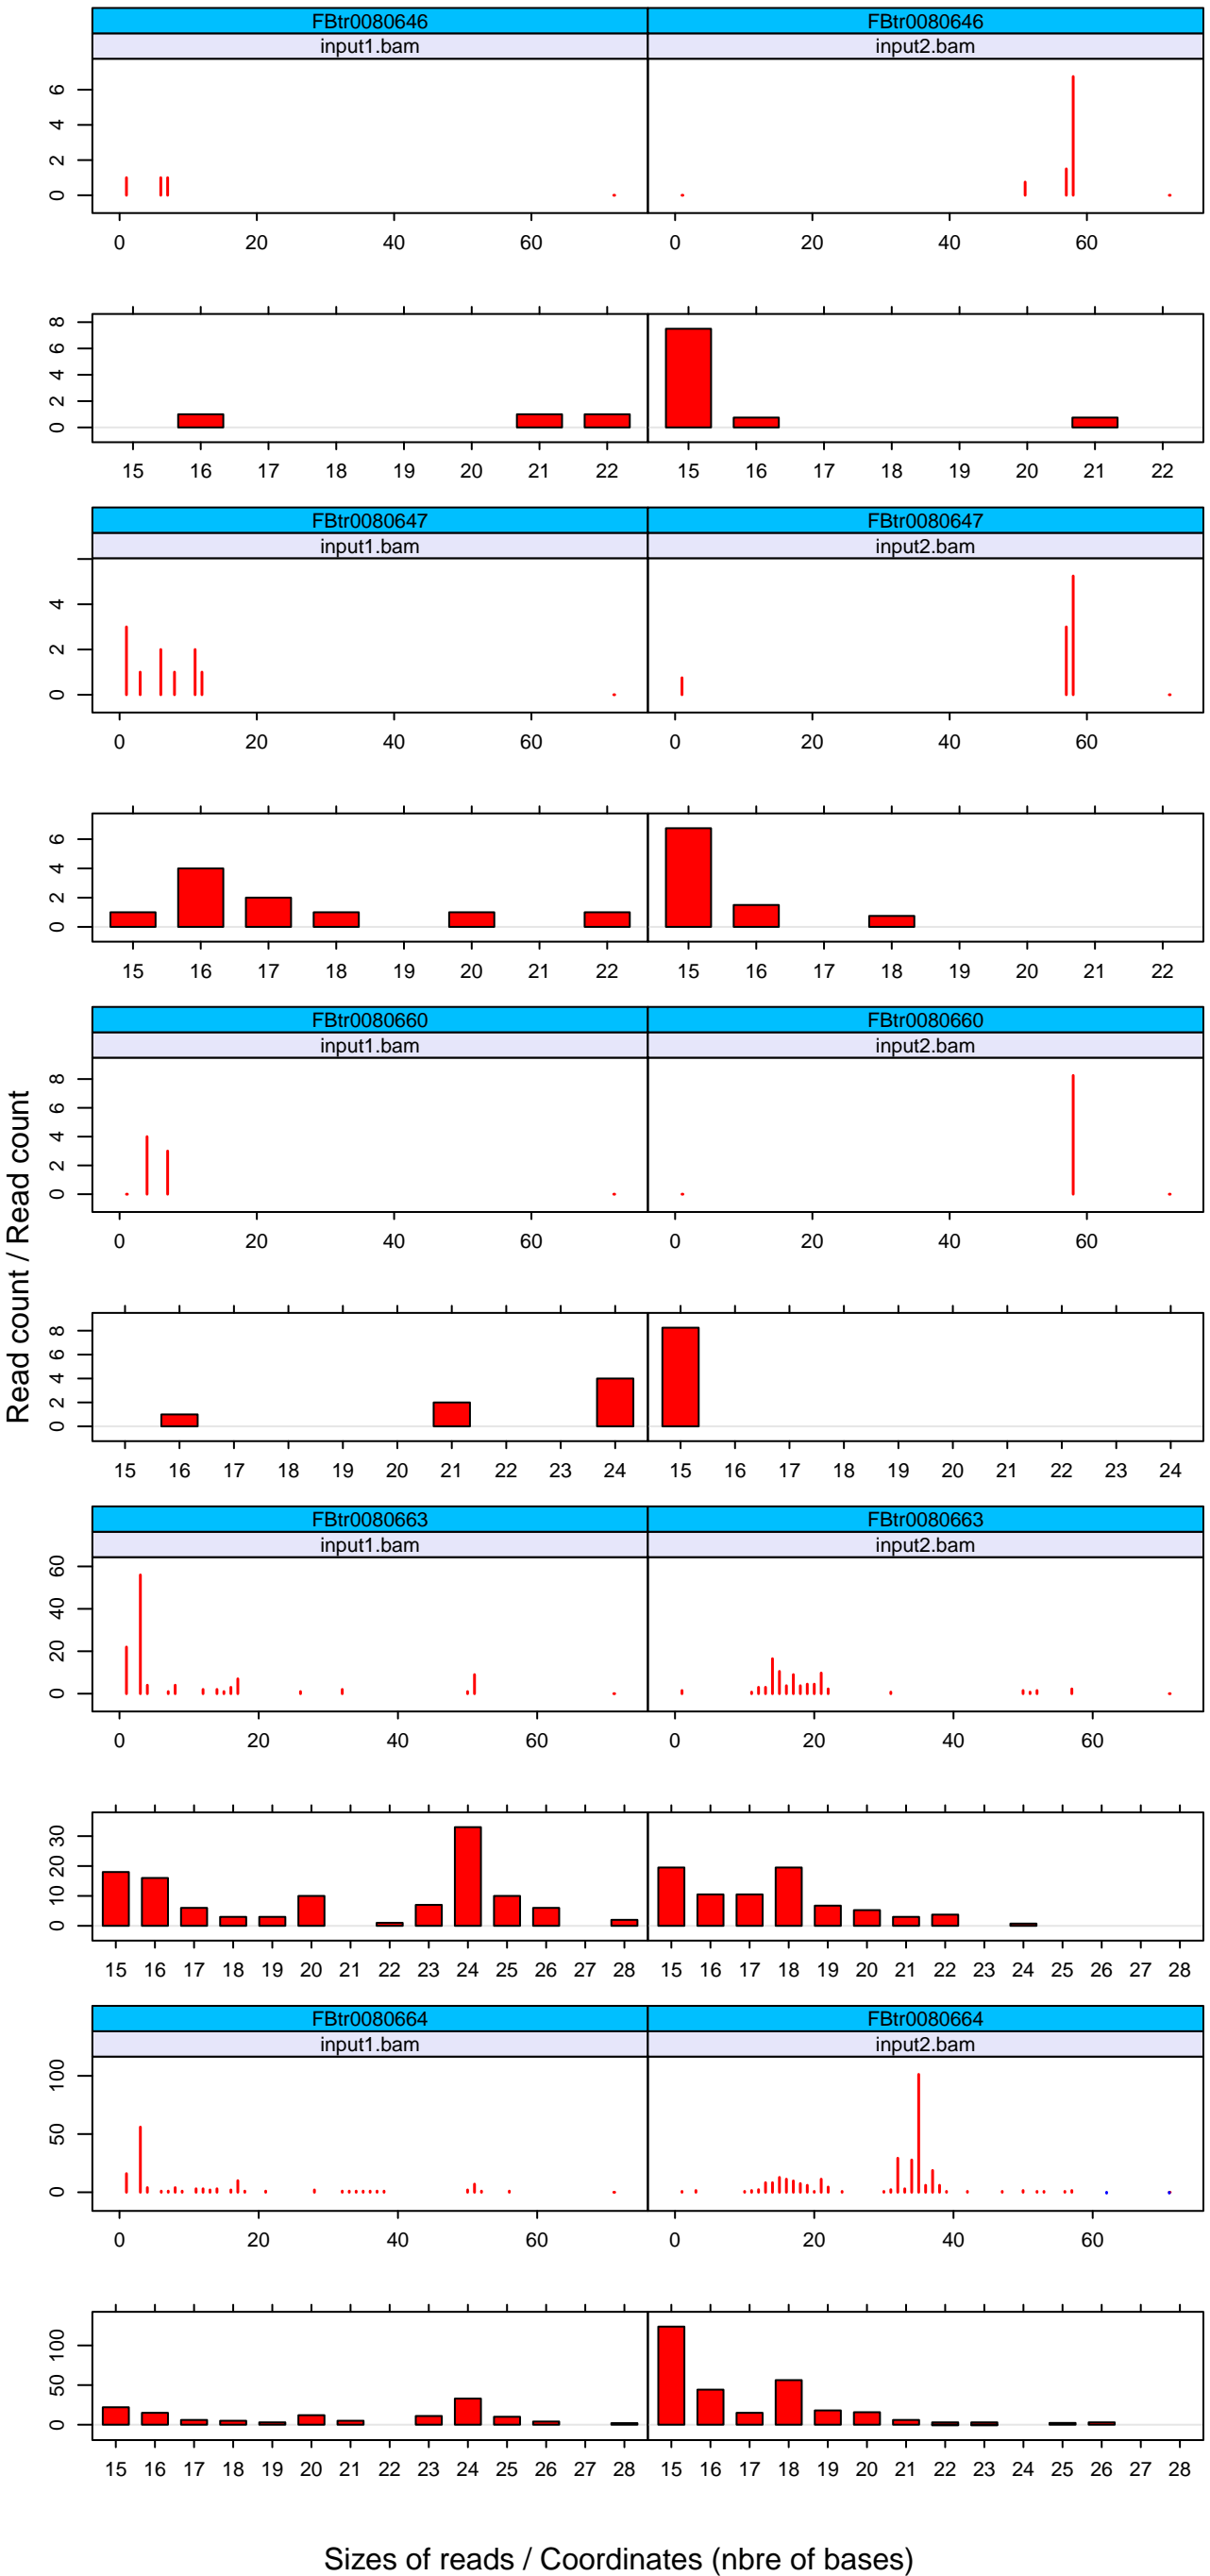 FBtr0080646 FBtr0080646
input1.bam input2.bam
6
4
2
0
0 20 40 60 0 20 40 60
8
6
4
2
0
15 16 17 18 19 20 21 22 15 16 17 18 19 20 21 22
FBtr0080647 FBtr0080647
input1.bam input2.bam
4
2
0
0 20 40 60 0 20 40 60
6
4
2
0
15 16 17 18 19 20 21 22 15 16 17 18 19 20 21 22
FBtr0080660 FBtr0080660
input1.bam input2.bam
8
6
4
2
0
0 20 40 60 0 20 40 60
Read count / Read count
8
6
4
2
0
15 16 17 18 19 20 21 22 23 24 15 16 17 18 19 20 21 22 23 24
FBtr0080663 FBtr0080663
input1.bam input2.bam
60
40
20
0
0 20 40 60 0 20 40 60
30
20
10
0
15 16 17 18 19 20 21 22 23 24 25 26 27 28 15 16 17 18 19 20 21 22 23 24 25 26 27 28
FBtr0080664 FBtr0080664
input1.bam input2.bam
100
50
0
0 20 40 60 0 20 40 60
100
50
0
15 16 17 18 19 20 21 22 23 24 25 26 27 28 15 16 17 18 19 20 21 22 23 24 25 26 27 28
Sizes of reads / Coordinates (nbre of bases)